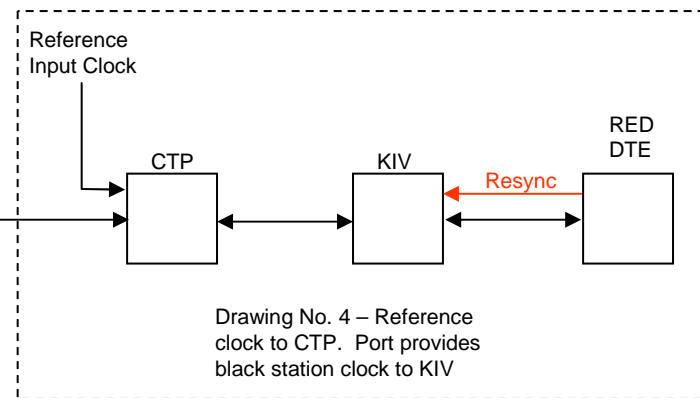 Reference
Input Clock
CTP
KIV
RED
DTE
Resync
Drawing No. 4 – Reference
clock to CTP.  Port provides
black station clock to KIV